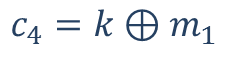 c₄ = k ⊕ m₁